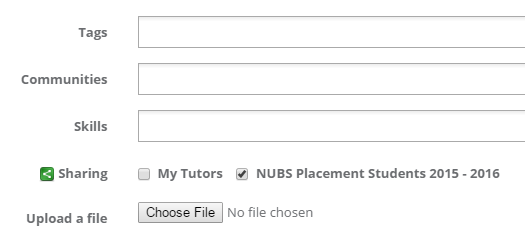 Tags
Communities
Skills
Sharing My Tutors NUBS Placement Students 2015 - 2016
Upload a file Choose File No file chosen